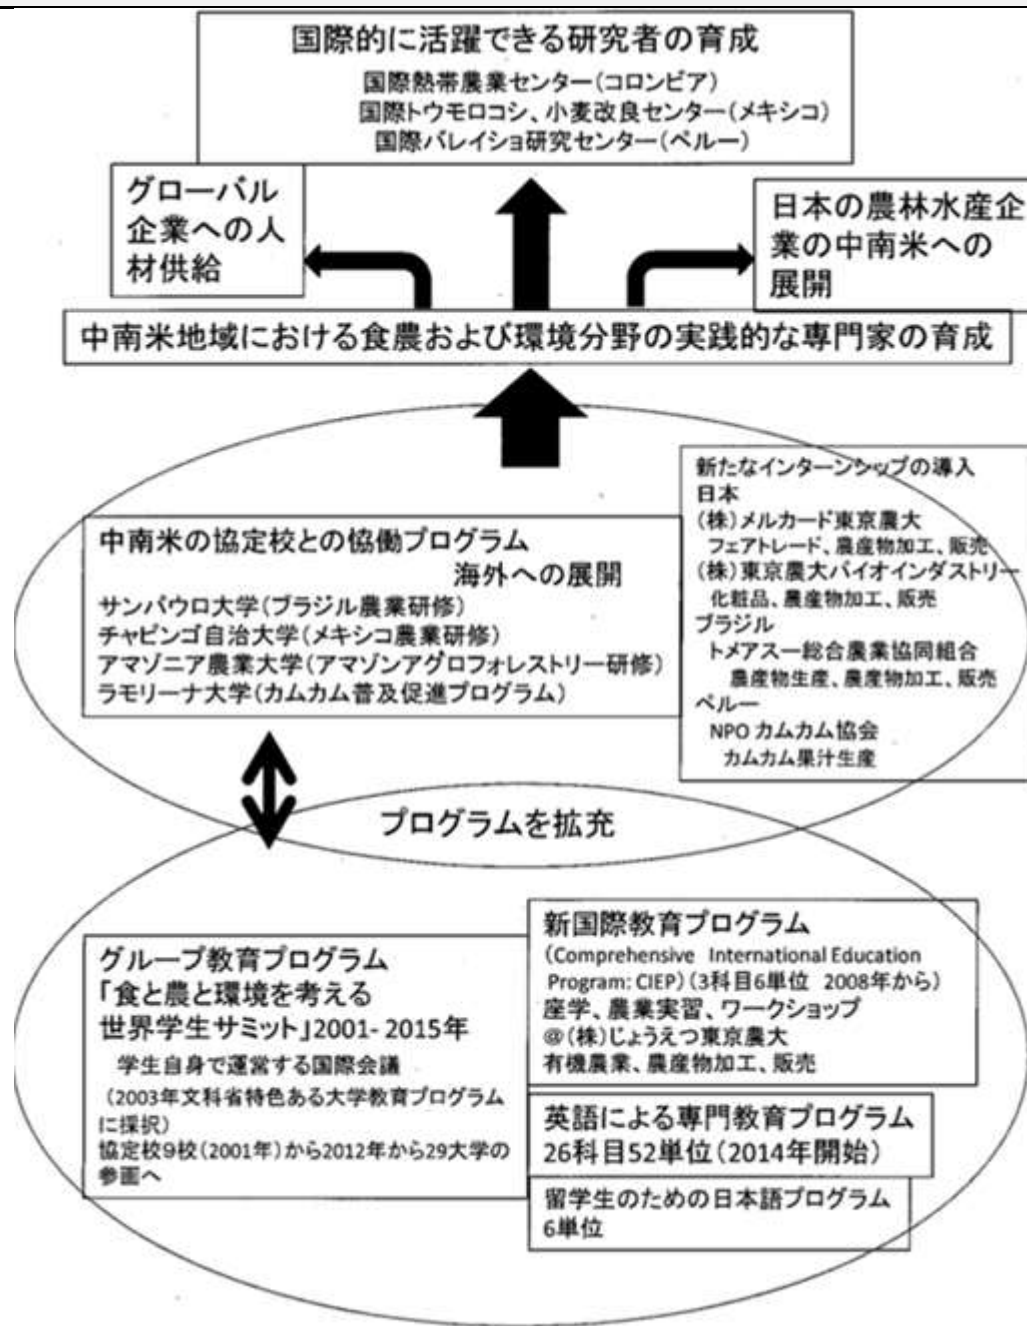 国際的に活躍できる研究者の育成
国際熱帯農業センター(コロンビア)
国際トウモロコシ、小麦改良センター(メキシコ)
国際バレイショ研究センター(ペルー)
グローバル
企業への人
材供給
日本の農林水産企
業の中南米への
展開
中南米地域における食農および環境分野の実践的な専門家の育成
新たなインターンシップの導入
日本
(株)メルカード東京農大
フェアトレード、農産物加工、販売
(株)東京農大バイオインダストリー
化粧品、農産物加工、販売
ブラジル
トメアスー総合農業協同組合
農産物生産、農産物加工、販売
ペルー
NPO カムカム協会
カムカム果汁生産
中南米の協定校との協働プログラム
海外への展開
サンパウロ大学(ブラジル農業研修)
チャピンゴ自治大学(メキシコ農業研修)
アマゾニア農業大学(アマゾンアグロフォレストリー研修)
ラモリーナ大学(カムカム普及促進プログラム)
プログラムを拡充
グループ教育プログラム
「食と農と環境を考える
世界学生サミット」2001- 2015年
学生自身で運営する国際会議
(2003年文科省特色ある大学教育プログラム
に採択)
協定校9校(2001年)から2012年から29大学の
参画へ
新国際教育プログラム
(Comprehensive International Education
Program: CIEP)(3科目6単位 2008年から)
座学、農業実習、ワークショップ
@(株)じょうえつ東京農大
有機農業、農産物加工、販売
英語による専門教育プログラム
26科目52単位(2014年開始)
留学生のための日本語プログラム
6単位